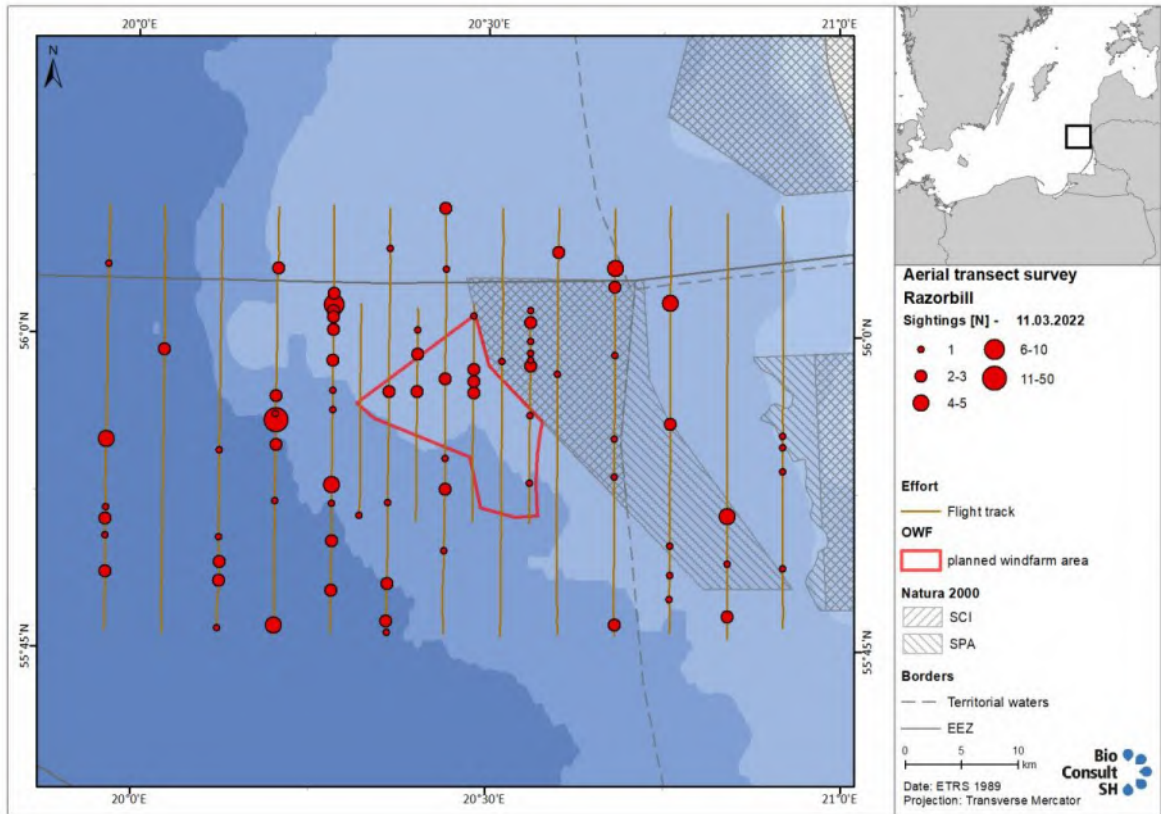 20°0'E
20°30'E
21°0'E
N
56°0'N
56°0'N
55°45'N
55°45'N
20°0'E
20°30'E
21°0'E
Aerial transect survey
Razorbill
Sightings [N] - 11.03.2022
1
6-10
2-3
11-50
4-5
Effort
Flight track
OWF
planned windfarm area
Natura 2000
SCI
SPA
Borders
Territorial waters
EEZ
0 5 10
km
Bio
Consult
SH
Date: ETRS 1989
Projection: Transverse Mercator